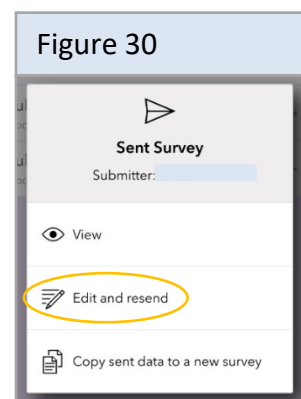 Figure 30
Sent Survey
Submitter:
View
Edit and resend
Copy sent data to a new survey